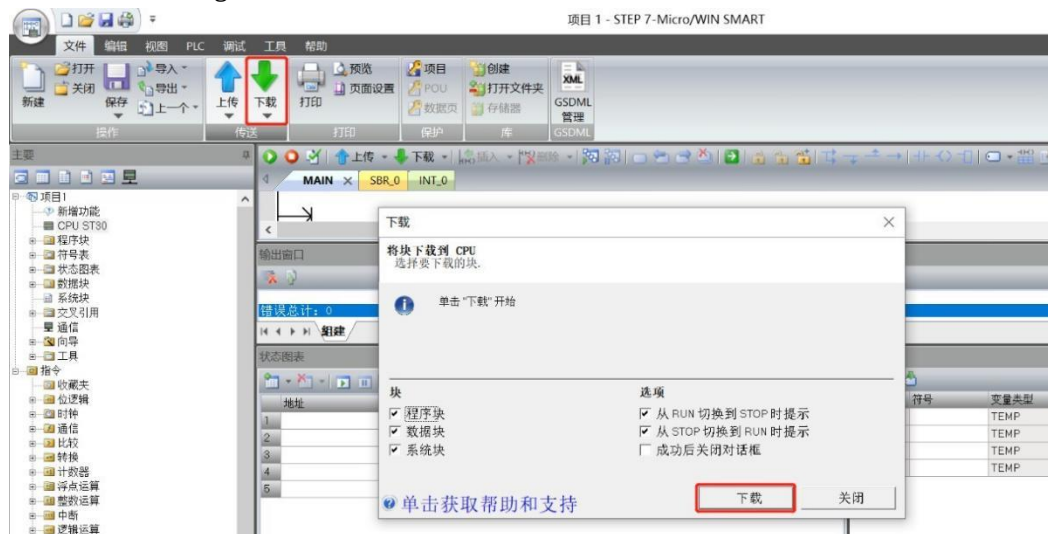 项目 1 - STEP 7-Micro/WIN SMART
文件 编辑 视图 PLC 调试 工具 帮助
新建
打开
关闭
保存
导入
导出
上一个
操作
上传
下载
传送
打印
预览
页面设置
打印
项目
POU
数据页
保护
创建
打开文件夹
存储器
库
XML
GSDML
管理
GSDML
主要
项目1
新增功能
CPU ST30
程序块
符号表
状态图表
数据块
系统块
交叉引用
通信
向导
工具
指令
收藏夹
位逻辑
时钟
通信
比较
转换
计数器
浮点运算
整数运算
中断
逻辑运算
上传 下载 插入 删除
MAIN SBR_0 INT_0
输出窗口
错误总计: 0
组建
状态图表
地址
1
2
3
4
5
下载
将块下载到 CPU
选择要下载的块.
单击 "下载" 开始
块
程序块
数据块
系统块
选项
从 RUN 切换到 STOP 时提示
从 STOP 切换到 RUN 时提示
成功后关闭对话框
单击获取帮助和支持
下载 关闭
符号 变量类型
TEMP
TEMP
TEMP
TEMP